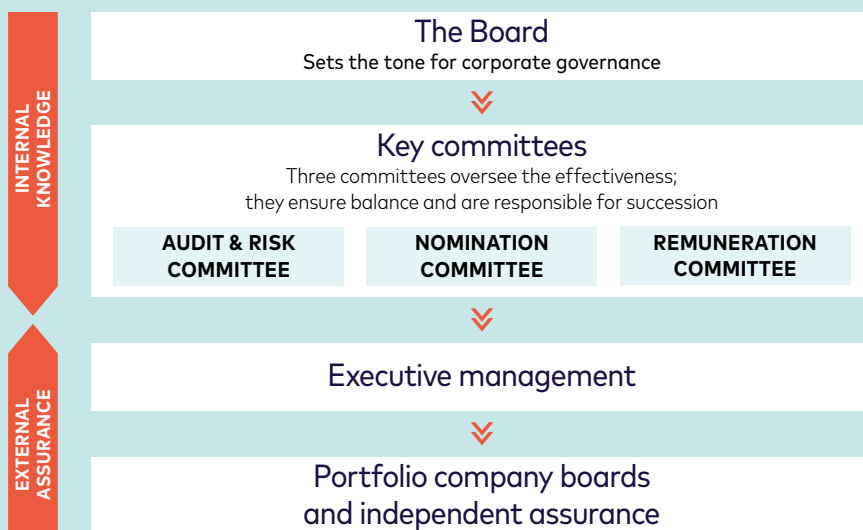 The Board
Sets the tone for corporate governance
INTERNAL
KNOWLEDGE
Key committees
Three committees oversee the effectiveness;
they ensure balance and are responsible for succession
AUDIT & RISK
COMMITTEE
NOMINATION
COMMITTEE
REMUNERATION
COMMITTEE
Executive management
EXTERNAL
ASSURANCE
Portfolio company boards
and independent assurance